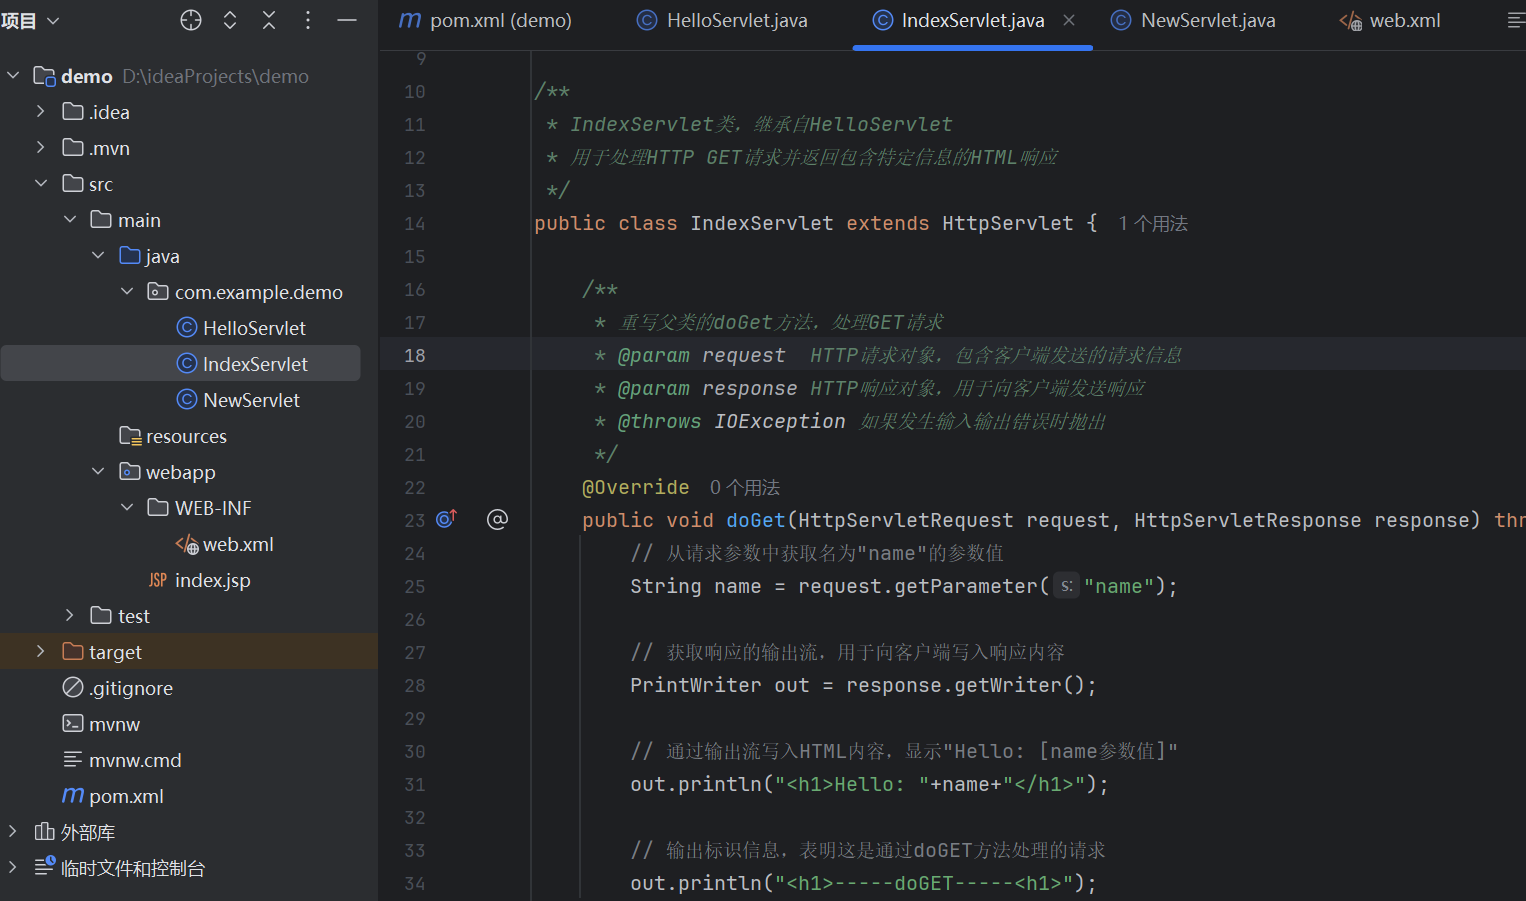 项目
pom.xml (demo)
HelloServlet.java
IndexServlet.java
NewServlet.java
web.xml
demo D:\ideaProjects\demo
.idea
.mvn
src
main
java
com.example.demo
HelloServlet
IndexServlet
NewServlet
resources
webapp
WEB-INF
web.xml
JSP index.jsp
test
target
.gitignore
mvnw
mvnw.cmd
pom.xml
外部库
临时文件和控制台
9
10 /**
11 * IndexServlet类，继承自HelloServlet
12 * 用于处理HTTP GET请求并返回包含特定信息的HTML响应
13 */
14 public class IndexServlet extends HttpServlet { 1 个用法
15
16 /**
17 * 重写父类的doGet方法，处理GET请求
18 * @param request HTTP请求对象，包含客户端发送的请求信息
19 * @param response HTTP响应对象，用于向客户端发送响应
20 * @throws IOException 如果发生输入输出错误时抛出
21 */
22 @Override 0 个用法
23 public void doGet(HttpServletRequest request, HttpServletResponse response) thr
24 // 从请求参数中获取名为"name"的参数值
25 String name = request.getParameter( s: "name");
26
27 // 获取响应的输出流，用于向客户端写入响应内容
28 PrintWriter out = response.getWriter();
29
30 // 通过输出流写入HTML内容，显示"Hello: [name参数值]"
31 out.println("<h1>Hello: "+name+"</h1>");
32
33 // 输出标识信息，表明这是通过doGET方法处理的请求
34 out.println("<h1>-----doGET-----<h1>");